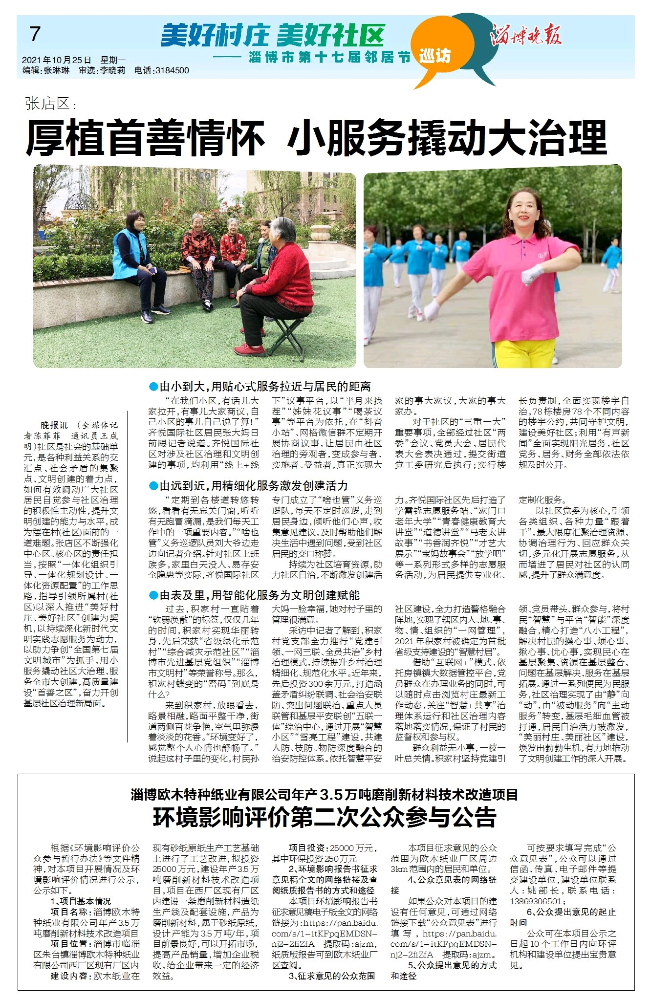 7
2021年10月25日　星期一
编辑:张琳琳　审读:李晓莉　电话:3184500
美好村庄 美好社区
——淄博市第十七届邻居节
巡访
淄博晚报
张店区:
厚植首善情怀 小服务撬动大治理
晚报讯　(全媒体记
者陈菲菲　通讯员王成
明)社区是社会的基础单
元,是各种利益关系的交
汇点、社会矛盾的集聚
点、文明创建的着力点,
如何有效调动广大社区
居民自觉参与社区治理
的积极性主动性,提升文
明创建的能力与水平,成
为摆在村(社区)面前的一
道难题。张店区不断强化
中心区、核心区的责任担
当,按照“一体化组织引
导、一体化规划设计、一
体化资源配置”的工作思
路,指导引领所属村(社
区)以深入推进“美好村
庄、美好社区”创建为契
机,以持续深化新时代文
明实践志愿服务为动力,
以助力争创“全国第七届
文明城市”为抓手,用小
服务撬动社区大治理、服
务全市大创建,高质量建
设“首善之区”,奋力开创
基层社区治理新局面。
●由小到大,用贴心式服务拉近与居民的距离
“在我们小区,有话儿大
家拉开,有事儿大家商议,自
己小区的事儿自己说了算!”
齐悦国际社区居民张大妈日
前跟记者说道。齐悦国际社
区对涉及社区治理和文明创
建的事项,均利用“线上+线
下”议事平台,以“半月来找
茬”“姊妹花议事”“喝茶议
事”等平台为依托,在“抖音
小站”、网格微信群不定期开
展协商议事,让居民由社区
治理的旁观者,变成参与者、
实施者、受益者,真正实现大
家的事大家议,大家的事大
家办。
对于社区的“三重一大”
重要事项,全部经过社区“两
委”会议、党员大会、居民代
表大会表决通过,提交街道
党工委研究后执行;实行楼
长负责制,全面实现楼宇自
治,78栋楼房78个不同内容
的楼宇公约,共同守护文明,
建设美好社区;利用“有声新
闻”全面实现阳光居务,社区
党务、居务、财务全部依法依
规及时公开。
●由远到近,用精细化服务激发创建活力
“定期到各楼道转悠转
悠,看看有无忘关门窗,听听
有无跑冒滴漏,是我们每天工
作中的一项重要内容。”“啥也
管”义务巡逻队员刘大爷边走
边向记者介绍。针对社区上班
族多,家里白天没人、易存安
全隐患等实际,齐悦国际社区
专门成立了“啥也管”义务巡
逻队,每天不定时巡逻,走到
居民身边,倾听他们心声,收
集意见建议,及时帮助他们解
决生活中遇到问题,受到社区
居民的交口称赞。
持续为社区培育资源,助
力社区自治,不断激发创建活
力。齐悦国际社区先后打造了
学雷锋志愿服务站、“家门口
老年大学”“青春健康教育大
讲堂”“道德讲堂”“马老太讲
故事”“书香润齐悦”“才艺大
展示”“宝妈故事会”“放学吧”
等一系列形式多样的志愿服
务活动,为居民提供专业化、
定制化服务。
以社区党委为核心,引领
各类组织、各种力量“跟着
干”,最大限度汇聚治理资源、
协调治理行为、回应群众关
切,多元化开展志愿服务,从
而增进了居民对社区的认同
感,提升了群众满意度。
●由表及里,用智能化服务为文明创建赋能
过去,积家村一直贴着
“软弱涣散”的标签,仅仅几年
的时间,积家村实现华丽转
身,先后荣获“省级绿化示范
村”“综合减灾示范社区”“淄
博市先进基层党组织”“淄博
市文明村”等荣誉称号。那么,
积家村蝶变的“密码”到底是
什么?
来到积家村,放眼看去,
路景相融,路面平整干净,街
道两侧百花争艳,空气里弥漫
着淡淡的花香。“环境变好了,
感觉整个人心情也舒畅了。”
说起这村子里的变化,村民孙
大妈一脸幸福,她对村子里的
管理很满意。
采访中记者了解到,积家
村党支部全力推行“党建引
领、一网三联、全员共治”乡村
治理模式,持续提升乡村治理
精细化、规范化水平。近年来,
先后投资300余万元,打造涵
盖矛盾纠纷联调、社会治安联
防、突出问题联治、重点人员
联管和基层平安联创“五联一
体”综治中心,通过开展“智慧
小区”“雪亮工程”建设,共建
人防、技防、物防深度融合的
治安防控体系。依托智慧平安
社区建设,全力打造警格融合
阵地,实现了辖区内人、地、事、
物、情、组织的“一网管理”,
2021年积家村被确定为首批
省级支持建设的“智慧村居”。
借助“互联网+”模式,依
托房镇镇大数据管控平台,党
员群众在办理业务的同时,可
以随时点击浏览村庄最新工
作动态,关注“智慧+共享”治
理体系运行和社区治理内容
落地落实情况,保证了村民的
监督权和参与权。
群众利益无小事,一枝一
叶总关情。积家村坚持党建引
领、党员带头、群众参与,将村
民“智慧”与平台“智能”深度
融合,精心打造“八小工程”,
解决村民的操心事、烦心事、
揪心事、忧心事,实现民心在
基层聚集、资源在基层整合、
问题在基层解决、服务在基层
拓展。通过一系列便民为民服
务,社区治理实现了由“静”向
“动”,由“被动服务”向“主动
服务”转变,基层毛细血管被
打通,居民自治活力被激发,
“美丽村庄、美丽社区”建设,
焕发出勃勃生机,有力地推动
了文明创建工作的深入开展。
淄博欧木特种纸业有限公司年产3.5万吨磨削新材料技术改造项目
环境影响评价第二次公众参与公告
根据《环境影响评价公
众参与暂行办法》等文件精
神,对本项目开展情况及环
境影响评价情况进行公示,
公示如下。
1、项目基本情况
项目名称:淄博欧木特
种纸业有限公司年产3.5万
吨磨削新材料技术改造项目
项目位置:淄博市临淄
区朱台镇淄博欧木特种纸业
有限公司西厂区现有厂区内
建设内容:欧木纸业在
现有砂纸原纸生产工艺基础
上进行了工艺改进,拟投资
25000万元,建设年产3.5万
吨磨削新材料技术改造项
目,项目在西厂区现有厂区
内建设一条磨削新材料造纸
生产线及配套设施,产品为
磨削新材料,属于砂纸原纸,
设计产能为3.5万吨/年,项
目前景良好,可以开拓市场,
提高产品销量,增加企业税
收,给企业带来一定的经济
效益。
项目投资:25000万元,
其中环保投资250万元
2、环境影响报告书征求
意见稿全文的网络链接及查
阅纸质报告书的方式和途径
本项目环境影响报告书
征求意见稿电子版全文的网络
链接为:https://pan.baidu.
com/s/1-itKFpqEMDSN-
nj2-2fiZfA　提取码:ajzm,
纸质版报告可到欧木纸业厂
区查阅。
3、征求意见的公众范围
本项目征求意见的公众
范围为欧木纸业厂区周边
3km范围内的居民和单位。
4、公众意见表的网络链
接
如果公众对本项目的建
设有任何意见,可通过网络
链接下载“公众意见表”进行
填写,https://pan.baidu.
com/s/1-itKFpqEMDSN-
nj2-2fiZfA　提取码:ajzm。
5、公众提出意见的方式
和途径
可按要求填写完成“公
众意见表”,公众可以通过
信函、传真、电子邮件等提
交建设单位,建设单位联系
人:姚部长,联系电话:
13869306501;
6、公众提出意见的起止
时间
公众可在本项目公示之
日起10个工作日内向环评
机构和建设单位提出宝贵意
见。